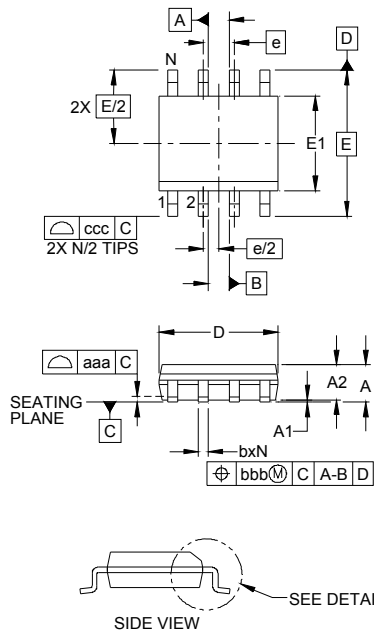 A
e
D
N
2X E/2
E1
E
1 2
ccc C
2X N/2 TIPS
e/2
B
D
aaa C
A2 A
SEATING
PLANE
C
A1
bxN
bbb M C A-B D
SEE DETAI
SIDE VIEW